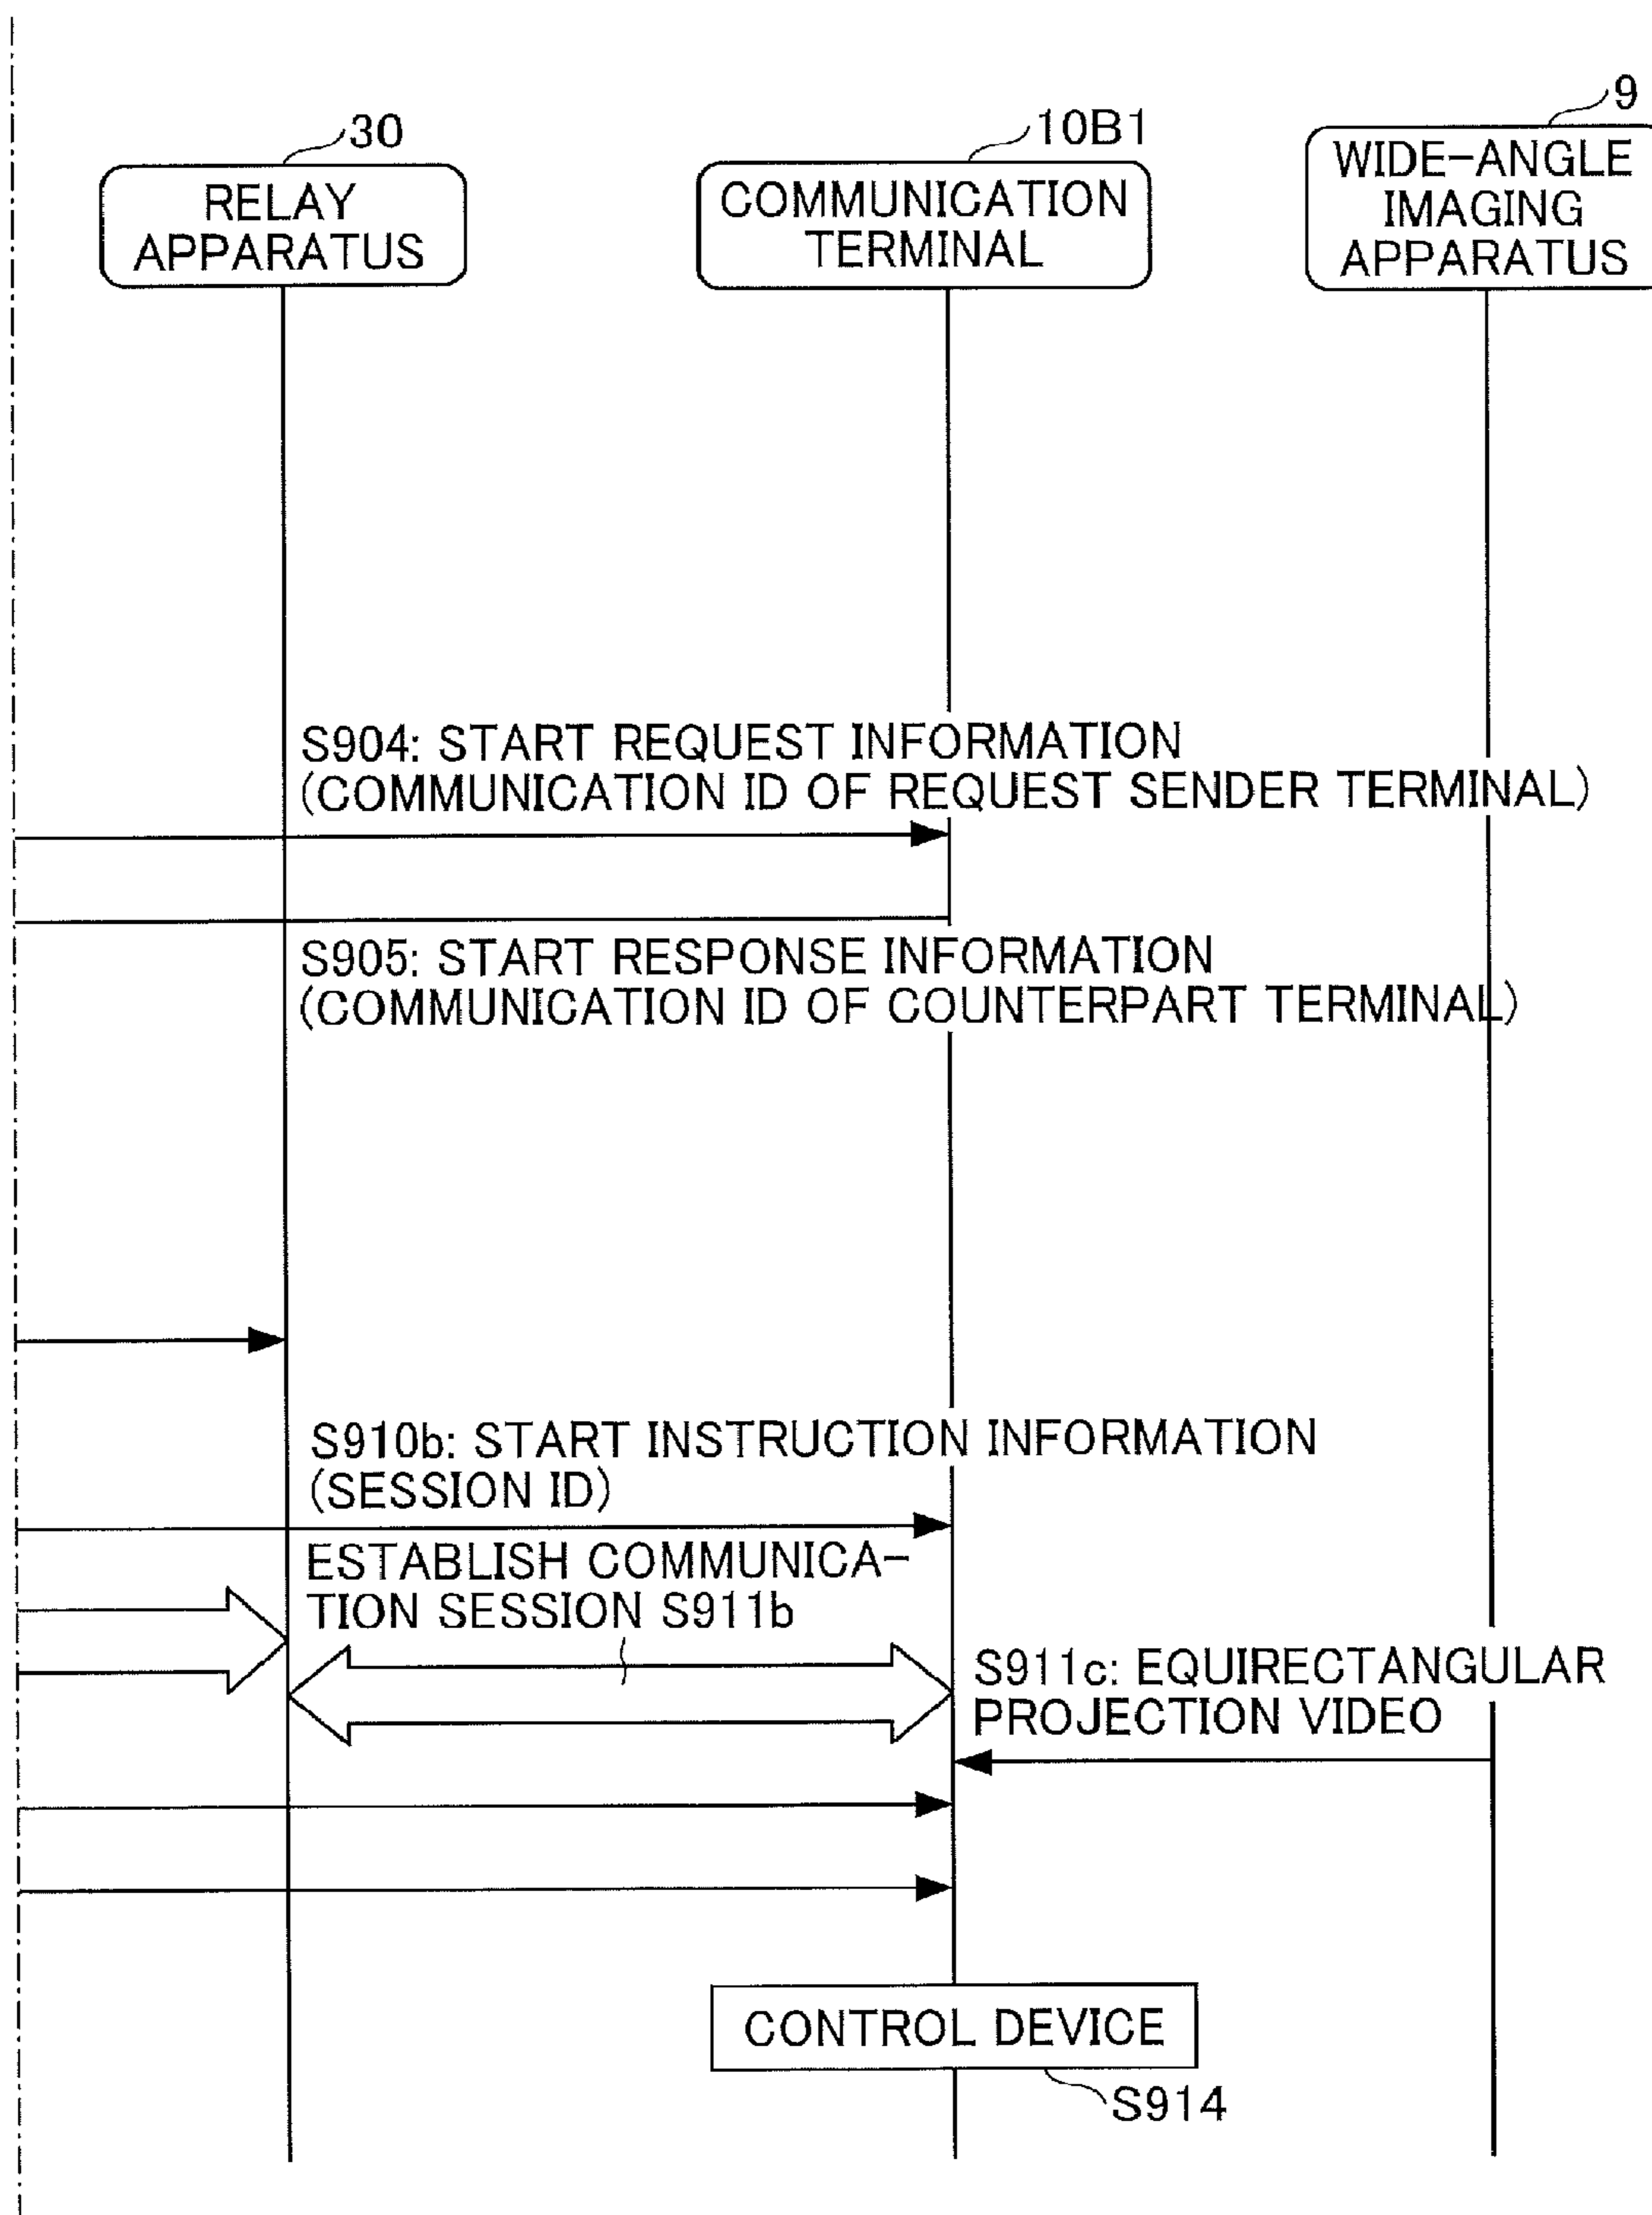 30
RELAY
APPARATUS
10B1
COMMUNICATION
TERMINAL
9
WIDE-ANGLE
IMAGING
APPARATUS
S904: START REQUEST INFORMATION
(COMMUNICATION ID OF REQUEST SENDER TERMINAL)
S905: START RESPONSE INFORMATION
(COMMUNICATION ID OF COUNTERPART TERMINAL)
S910b: START INSTRUCTION INFORMATION
(SESSION ID)
ESTABLISH COMMUNICA-
TION SESSION S911b
S911c: EQUIRECTANGULAR
PROJECTION VIDEO
CONTROL DEVICE
S914